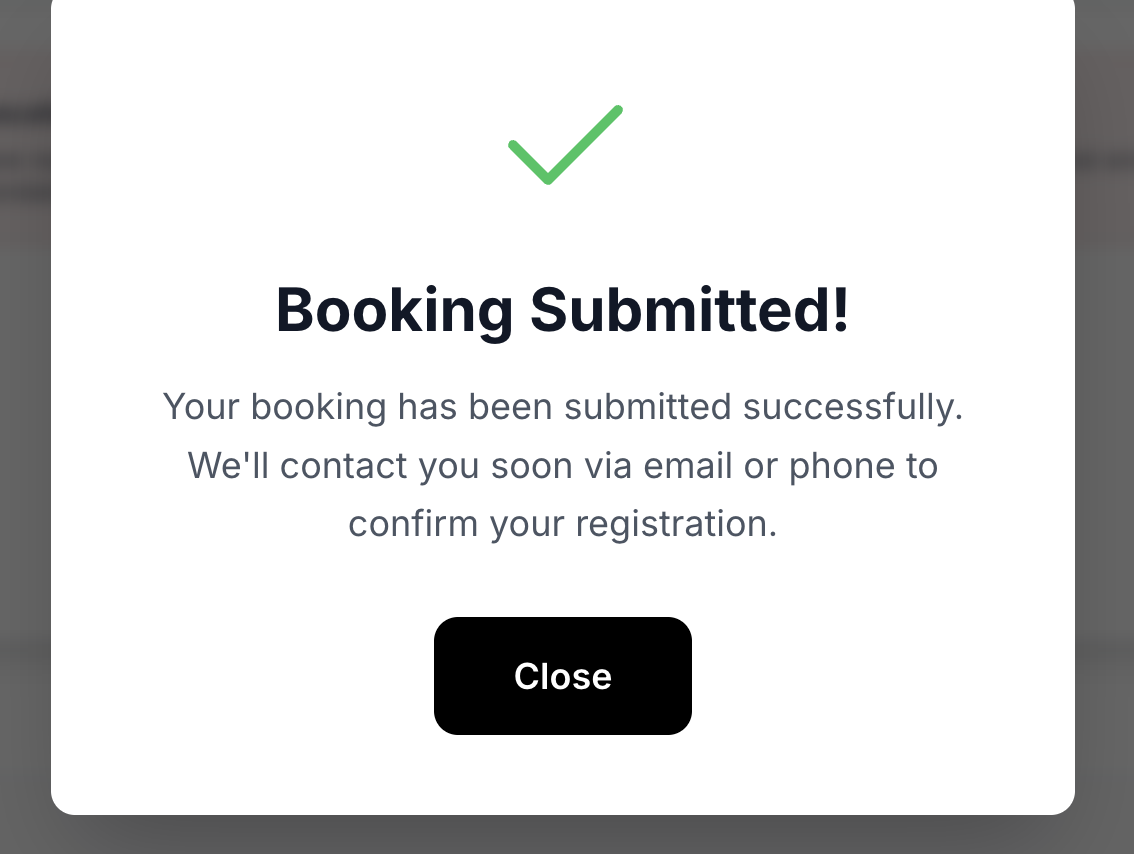 Booking Submitted!
Your booking has been submitted successfully.
We'll contact you soon via email or phone to
confirm your registration.
Close